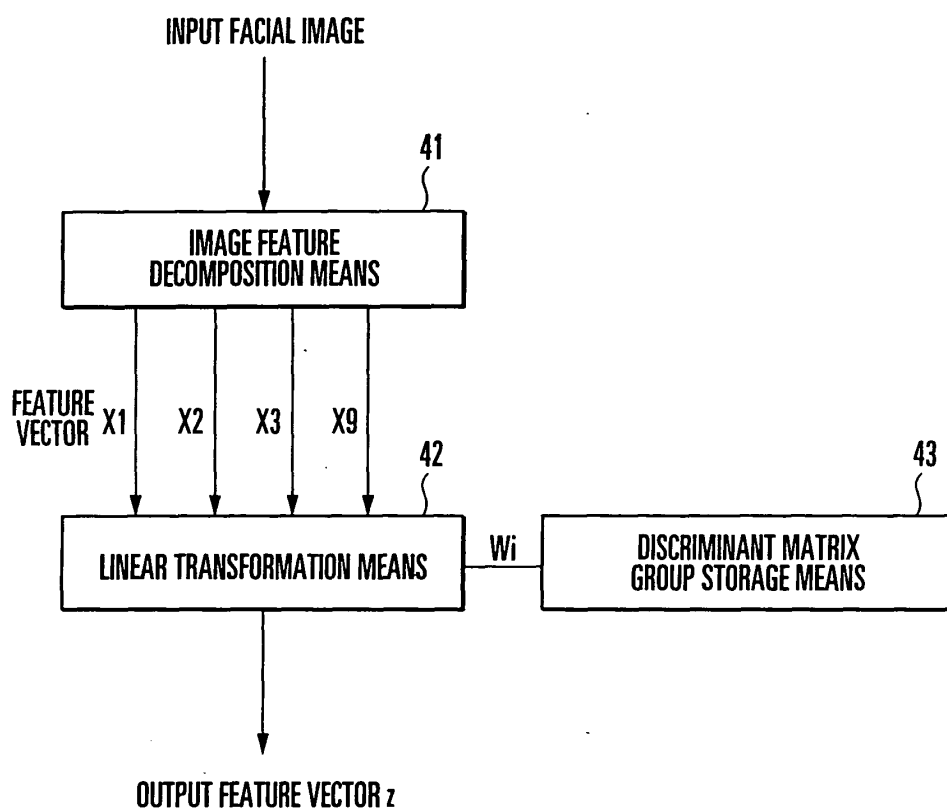 INPUT FACIAL IMAGE
41
IMAGE FEATURE
DECOMPOSITION MEANS
FEATURE
VECTOR X1 X2 X3 X9
42
43
LINEAR TRANSFORMATION MEANS
Wi
DISCRIMINANT MATRIX
GROUP STORAGE MEANS
OUTPUT FEATURE VECTOR z